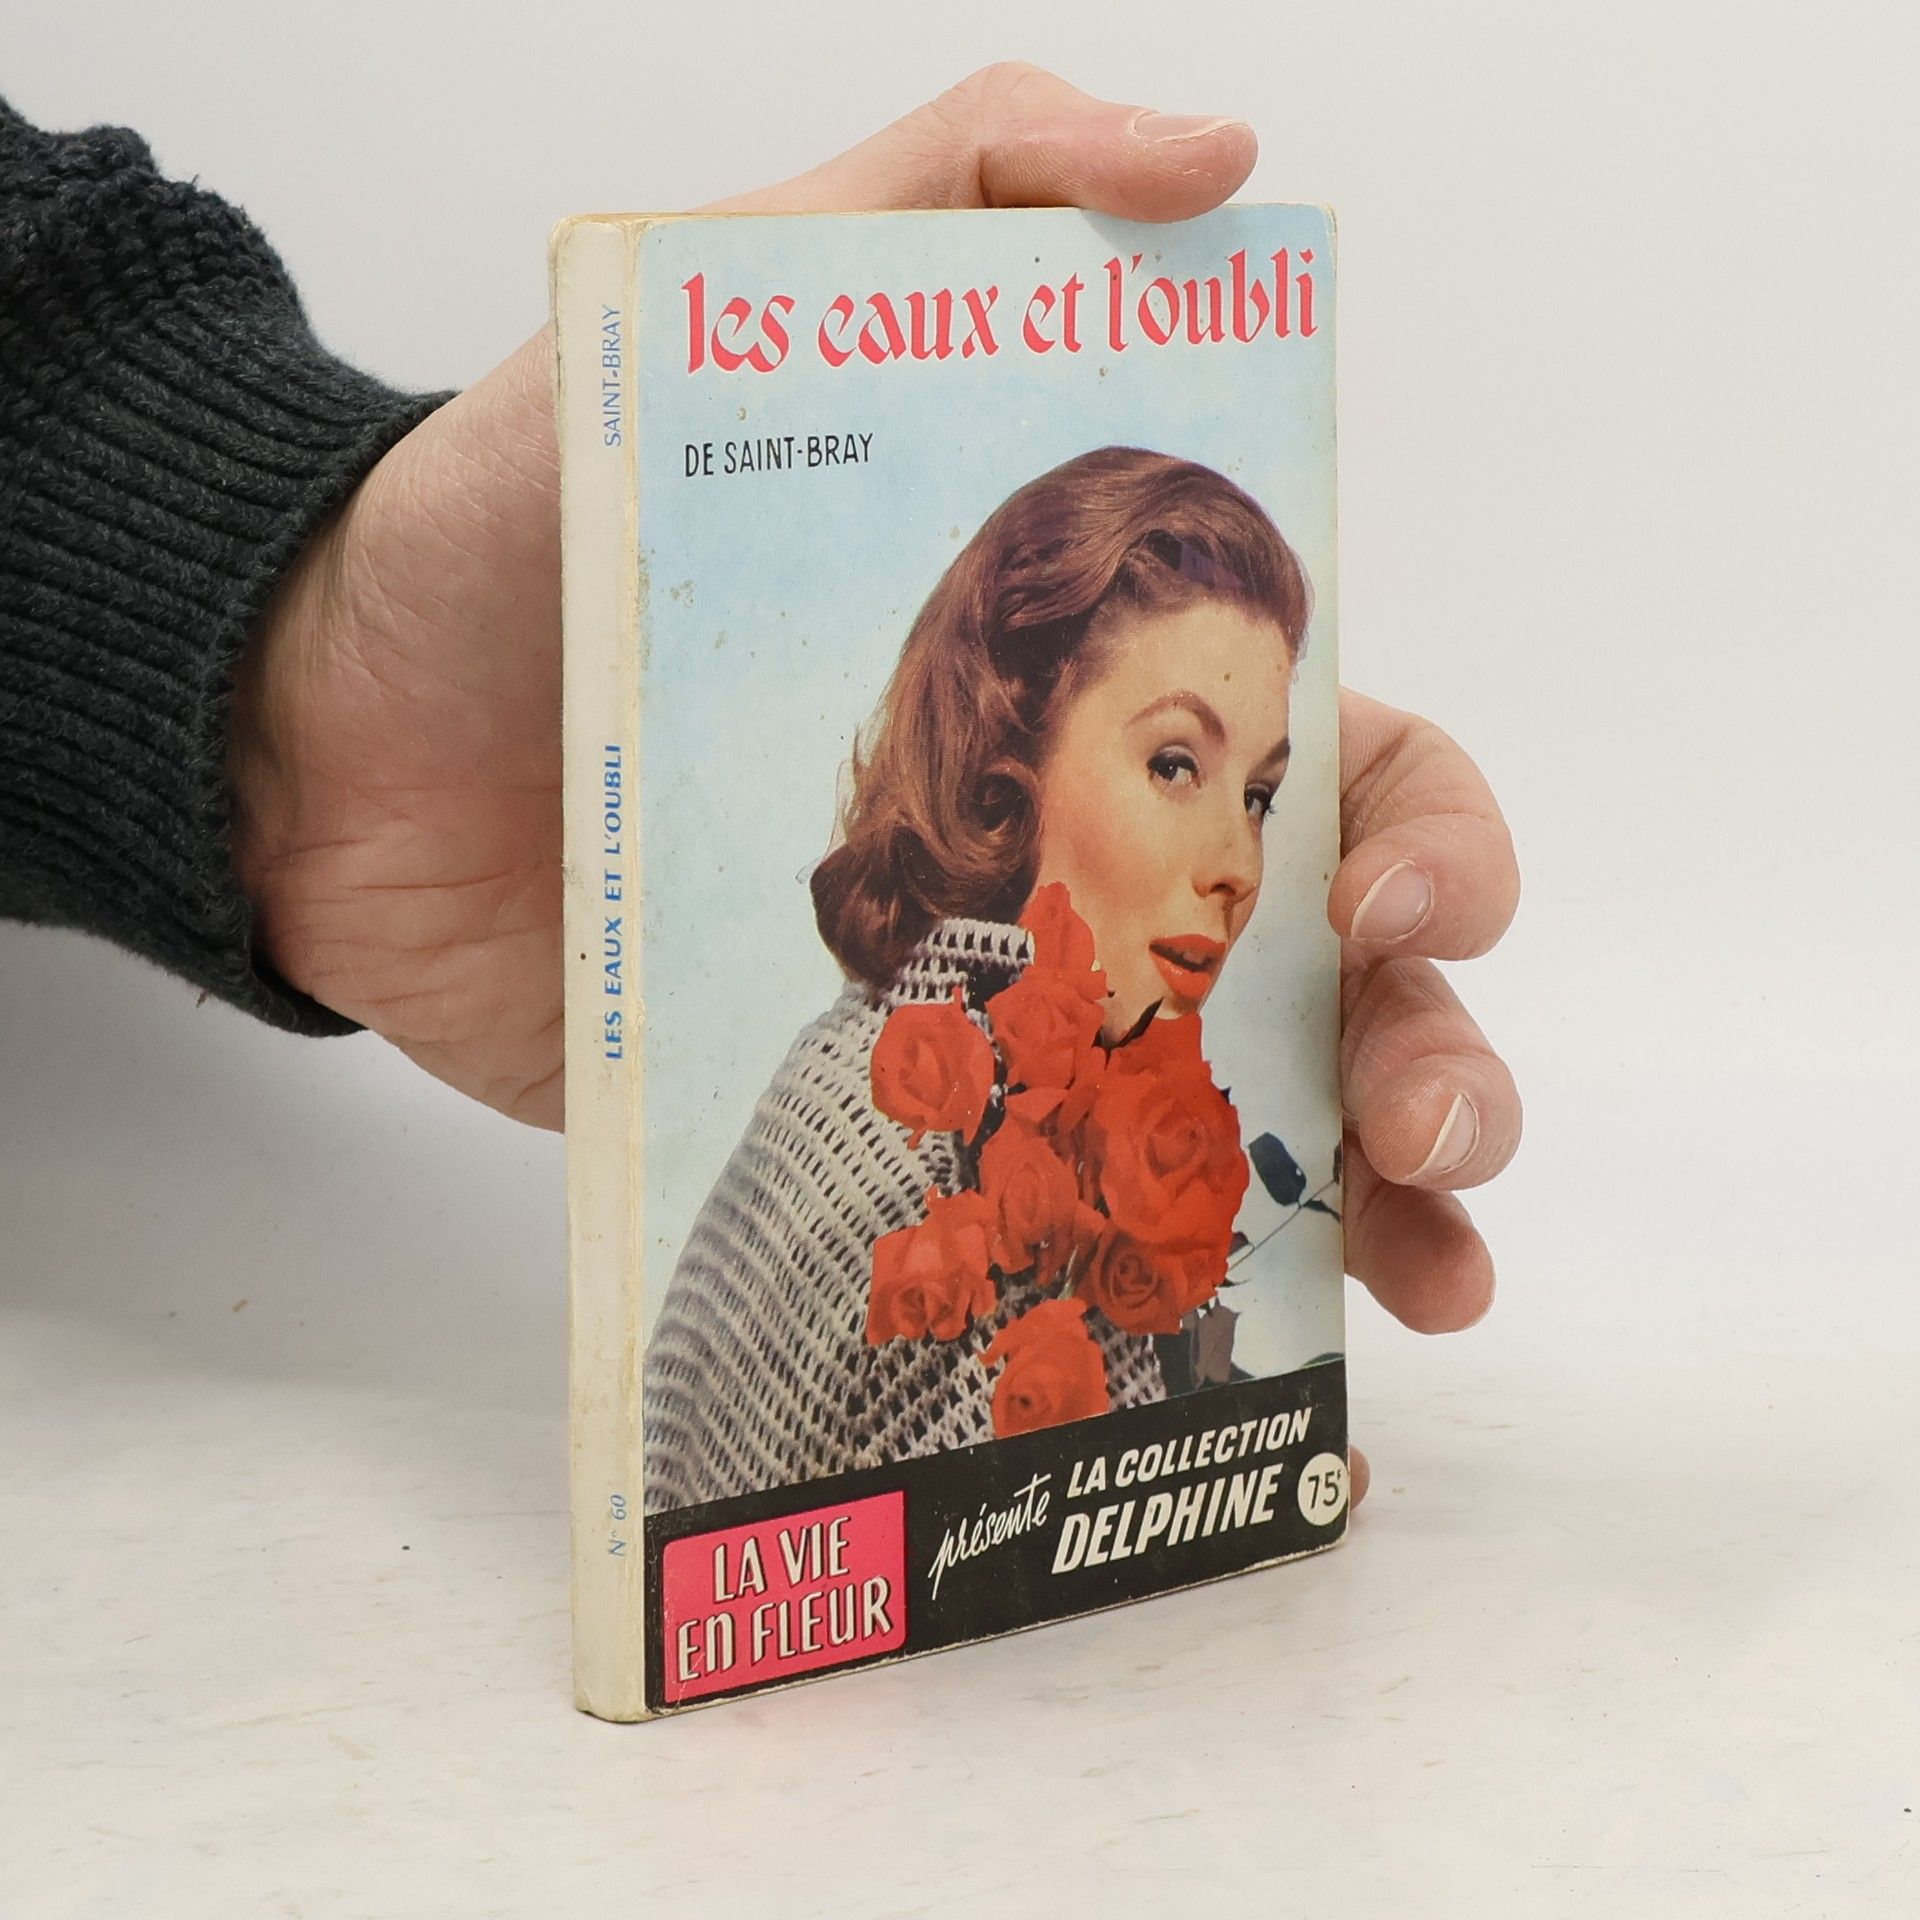 les eaux et l'oubli
DE SAINT-BRAY
SAINT-BRAY
LES EAUX ET L'OUBLI
N° 60
LA VIE
EN FLEUR
présente
LA COLLECTION
DELPHINE
75F